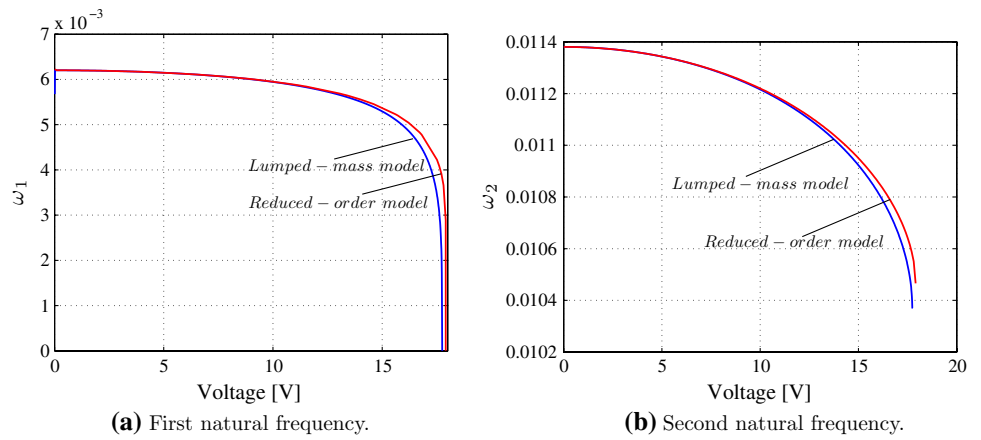 7 x 10⁻³
6
5
4
3
2
1
0
0 5 10 15
ω₁
Voltage [V]
Lumped – mass model
Reduced – order model
(a) First natural frequency.
0.0114
0.0112
0.011
0.0108
0.0106
0.0104
0.0102
0 5 10 15 20
ω₂
Voltage [V]
Lumped – mass model
Reduced – order model
(b) Second natural frequency.